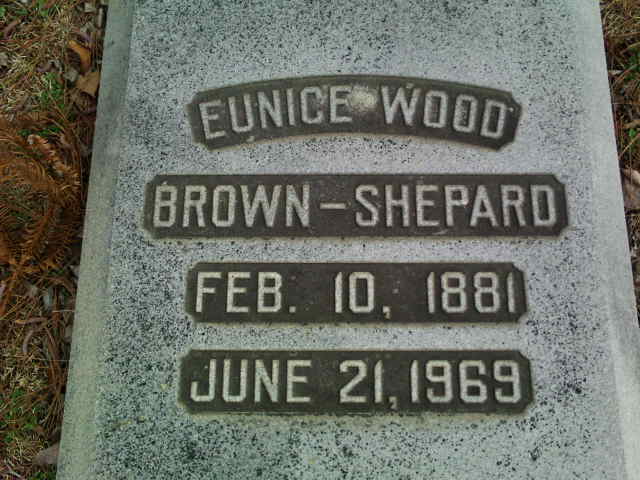 EUNICE WOOD
BROWN-SHEPARD
FEB. 10, 1881
JUNE 21, 1969